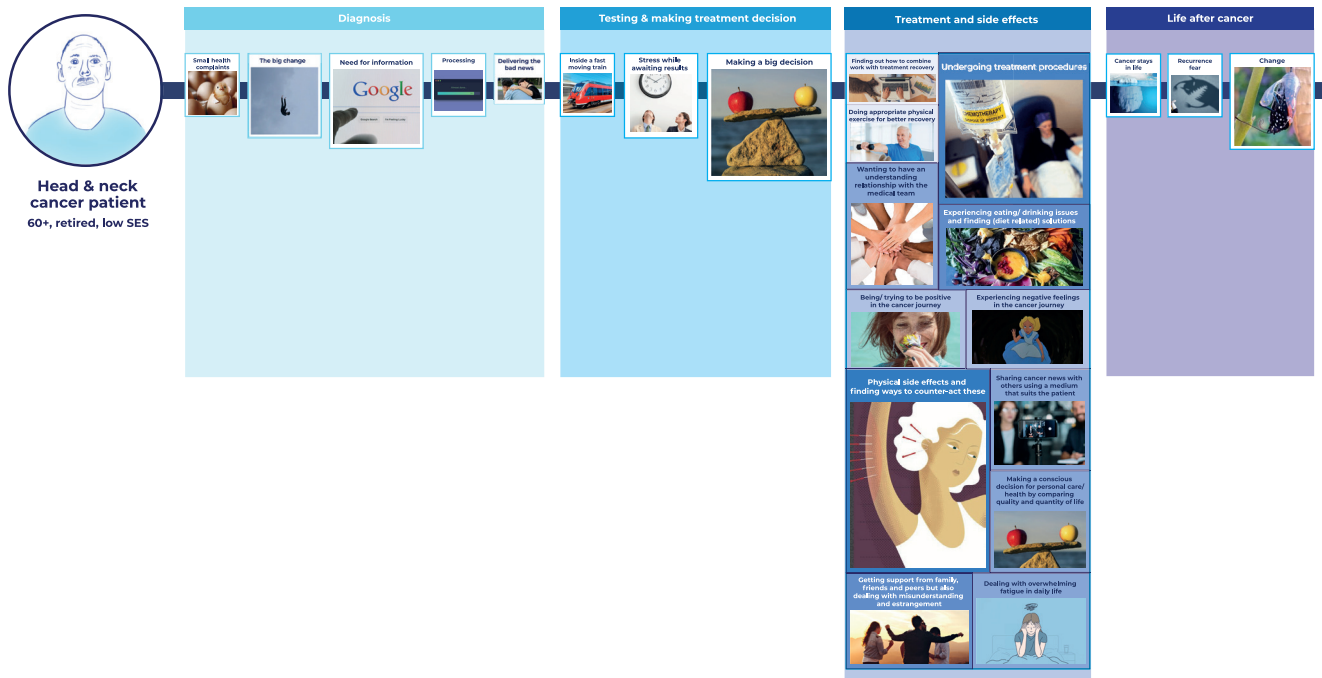 Head & neck
cancer patient
60+, retired, low SES
Diagnosis
Small health
complaints
The big change
Need for information
Google
Processing
Delivering the
bad news
Testing & making treatment decision
Inside a fast
moving train
Stress while
awaiting results
Making a big decision
Treatment and side effects
Finding out how to combine
work with treatment recovery
Undergoing treatment procedures
CHEMOTHERAPY
Doing appropriate physical
exercise for better recovery
Wanting to have an
understanding
relationship with the
medical team
Experiencing eating/ drinking issues
and finding (diet related) solutions
Being/ trying to be positive
in the cancer journey
Experiencing negative feelings
in the cancer journey
Physical side effects and
finding ways to counter-act these
Sharing cancer news with
others using a medium
that suits the patient
Making a conscious
decision for personal care/
health by comparing
quality and quantity of life
Getting support from family,
friends and peers but also
dealing with misunderstanding
and estrangement
Dealing with overwhelming
fatigue in daily life
Life after cancer
Cancer stays
in life
Recurrence
fear
Change